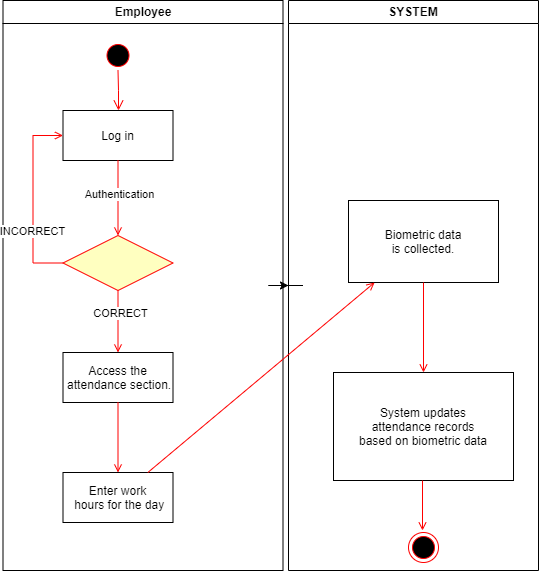 Employee
SYSTEM
Log in
Authentication
INCORRECT
CORRECT
Access the
attendance section.
Enter work
hours for the day
Biometric data
is collected.
System updates
attendance records
based on biometric data